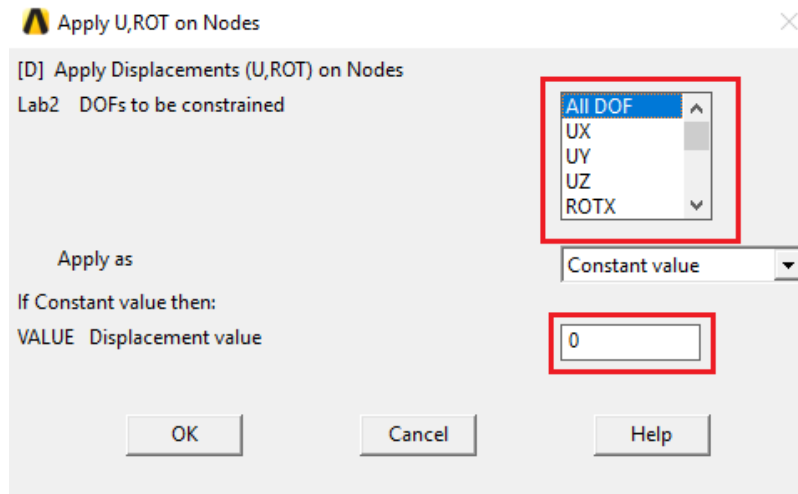 Apply U,ROT on Nodes
[D] Apply Displacements (U,ROT) on Nodes
Lab2 DOFs to be constrained
All DOF
UX
UY
UZ
ROTX
Apply as
Constant value
If Constant value then:
VALUE Displacement value
0
OK
Cancel
Help